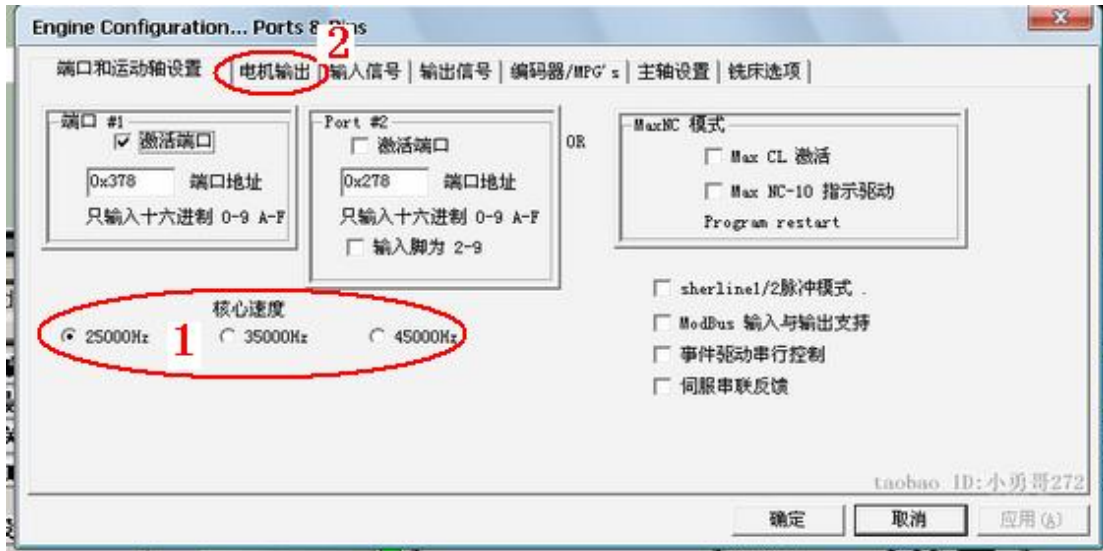 Engine Configuration... Ports & Pins
2
端口和运动轴设置 电机输出 输入信号 输出信号 编码器/MPG's 主轴设置 铣床选项
端口 #1
激活端口
0x378 端口地址
只输入十六进制 0-9 A-F
Port #2
激活端口
0x278 端口地址
只输入十六进制 0-9 A-F
输入脚为 2-9
OR
MaxNC 模式
Max CL 激活
Max NC-10 指示驱动
Program restart
核心速度
25000Hz 1 35000Hz 45000Hz
sherline1/2脉冲模式 .
ModBus 输入与输出支持
事件驱动串行控制
伺服串联反馈
taobao ID:小勇哥272
确定 取消 应用(A)